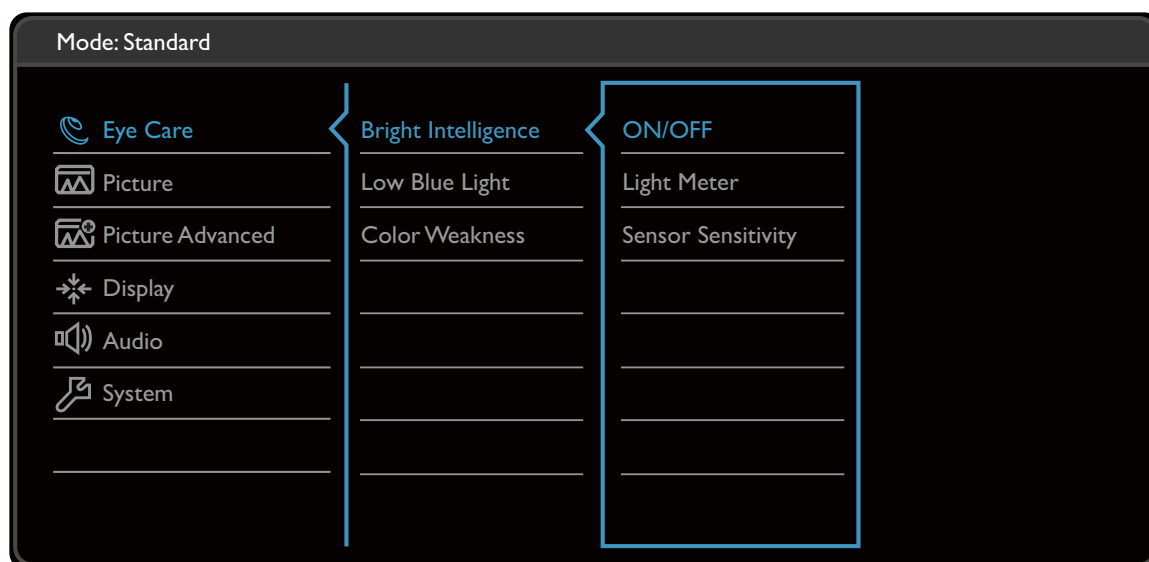 Mode: Standard
Eye Care
Bright Intelligence
ON/OFF
Picture
Low Blue Light
Light Meter
Picture Advanced
Color Weakness
Sensor Sensitivity
Display
Audio
System